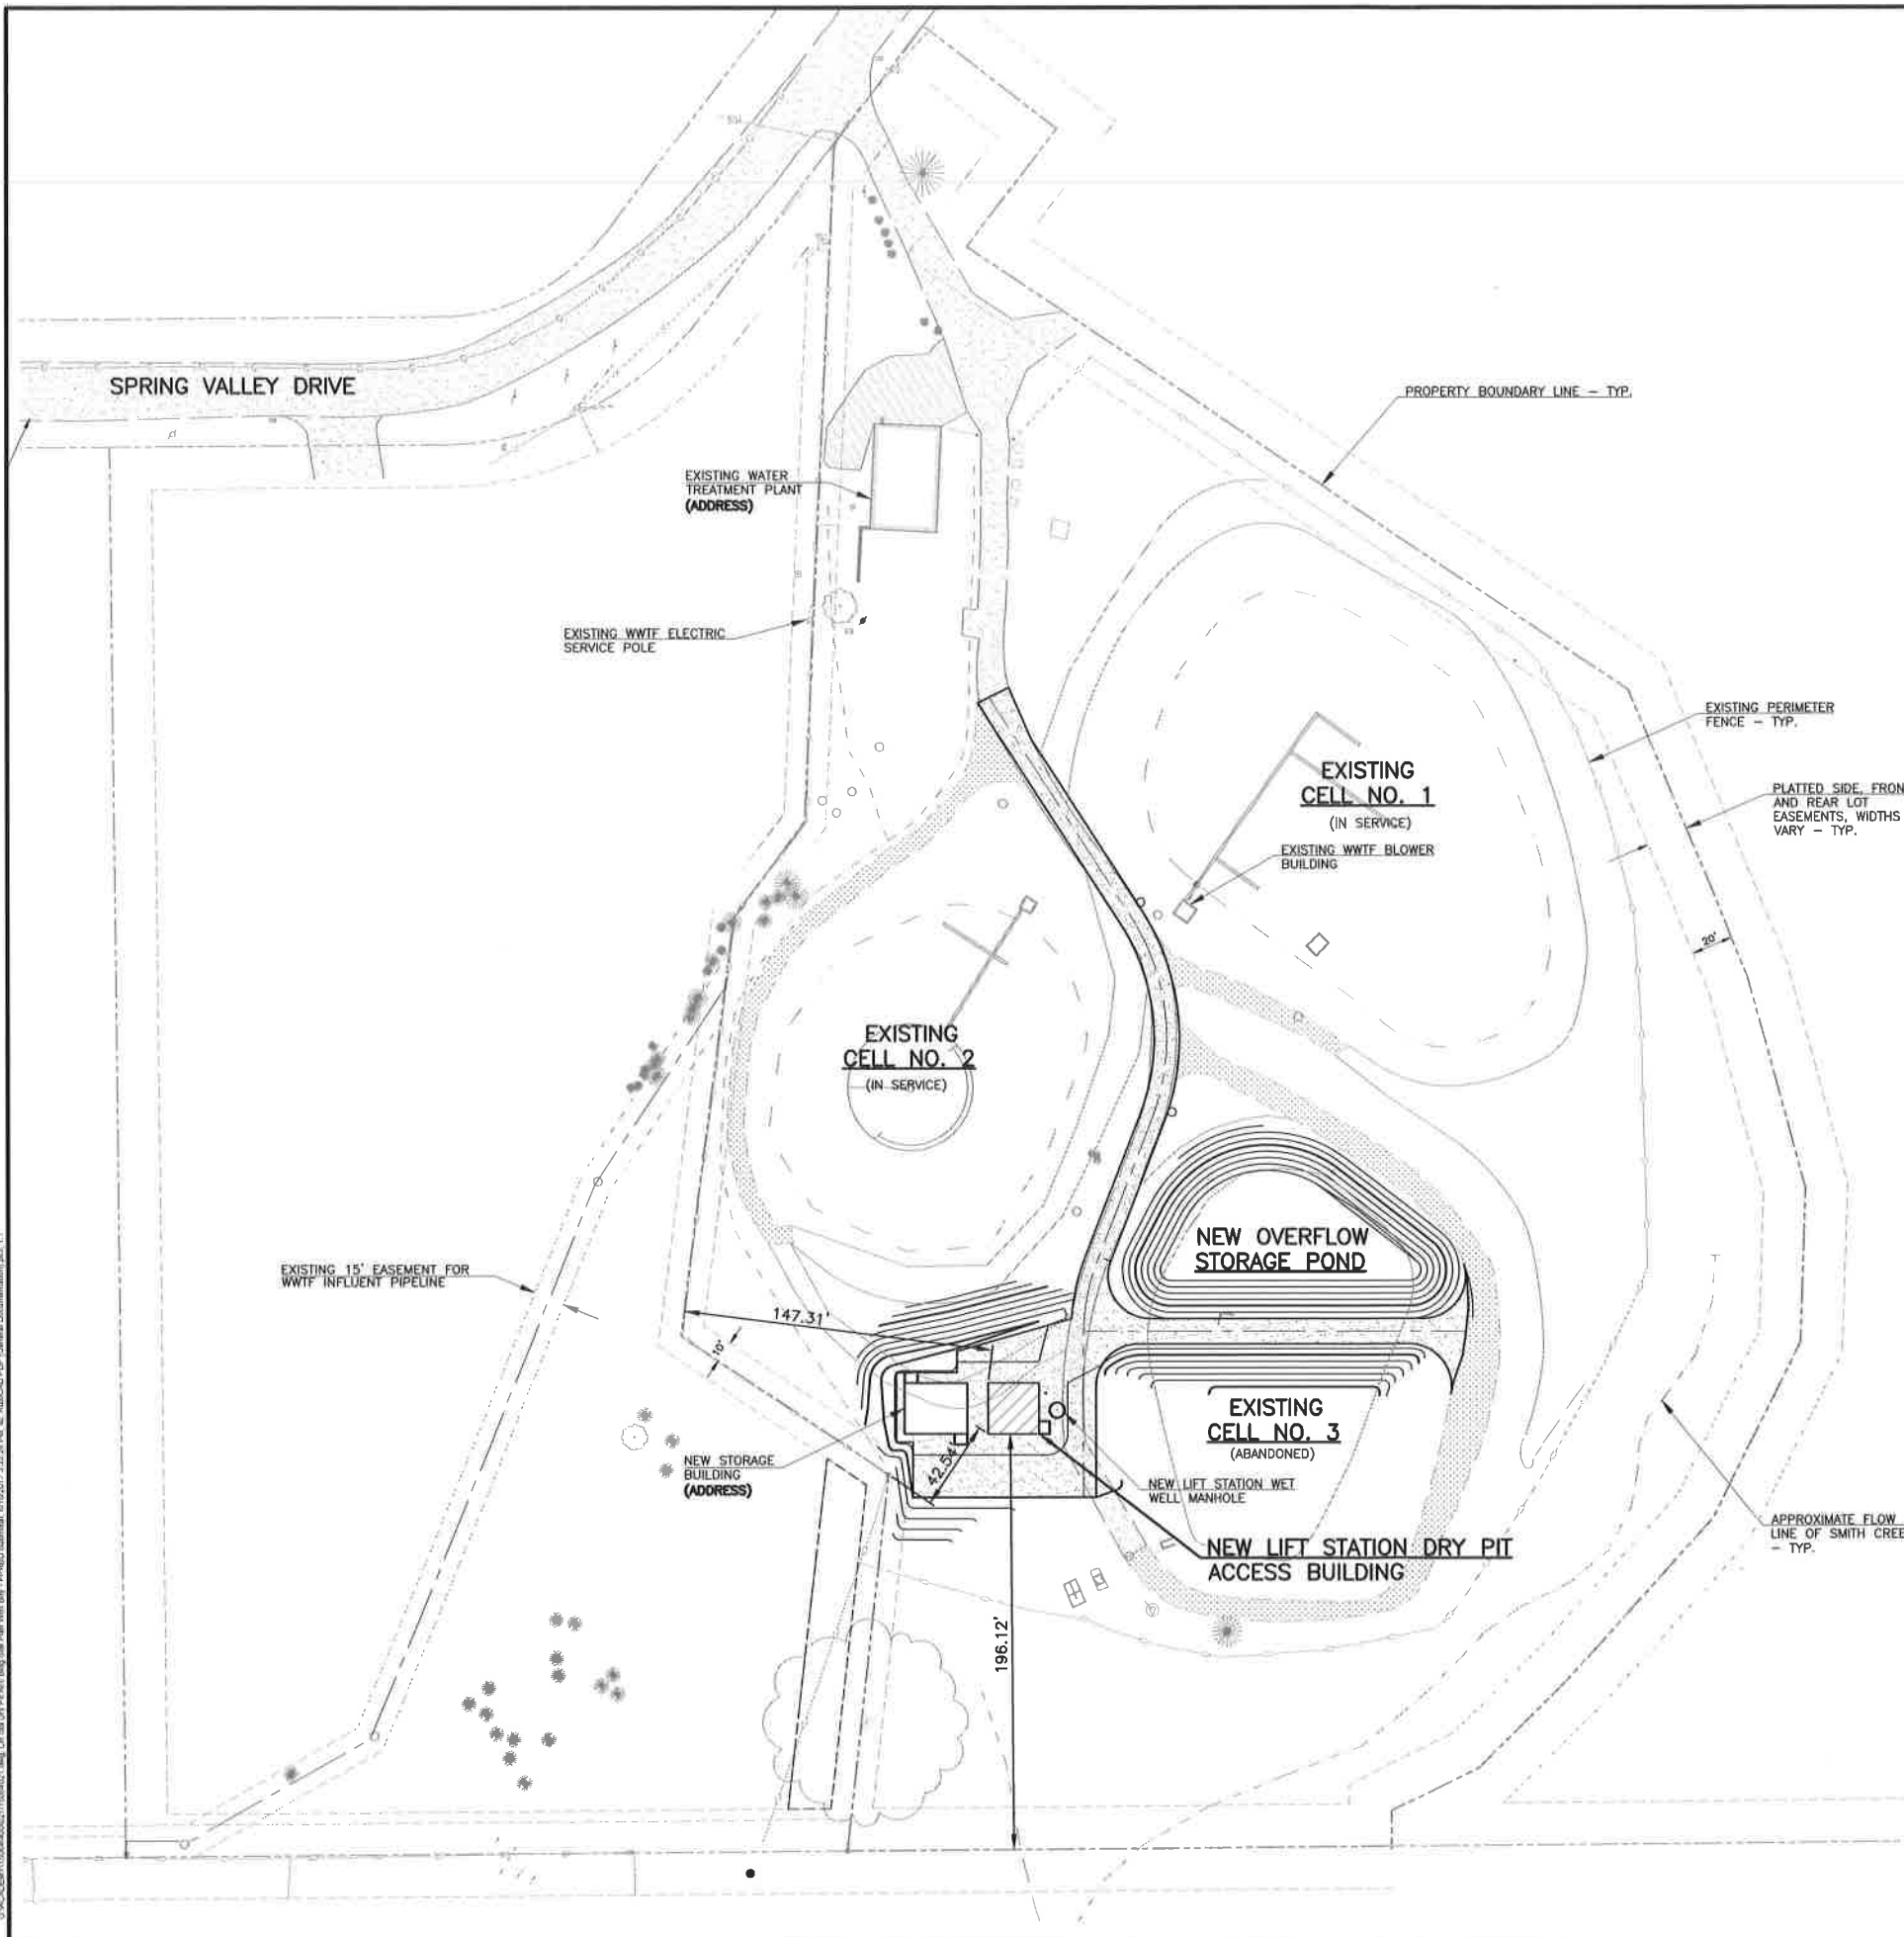 SPRING VALLEY DRIVE
PROPERTY BOUNDARY LINE – TYP.
EXISTING WATER
TREATMENT PLANT
(ADDRESS)
EXISTING WWTF ELECTRIC
SERVICE POLE
EXISTING PERIMETER
FENCE – TYP.
EXISTING
CELL NO. 1
(IN SERVICE)
PLATTED SIDE, FRON
AND REAR LOT
EASEMENTS, WIDTHS
VARY – TYP.
EXISTING WWTF BLOWER
BUILDING
20'
EXISTING
CELL NO. 2
(IN SERVICE)
NEW OVERFLOW
STORAGE POND
EXISTING 15' EASEMENT FOR
WWTF INFLUENT PIPELINE
147.31'
10'
EXISTING
CELL NO. 3
(ABANDONED)
NEW STORAGE
BUILDING
(ADDRESS)
42.54'
NEW LIFT STATION WET
WELL MANHOLE
NEW LIFT STATION DRY PIT
ACCESS BUILDING
APPROXIMATE FLOW
LINE OF SMITH CREE
– TYP.
196.12'